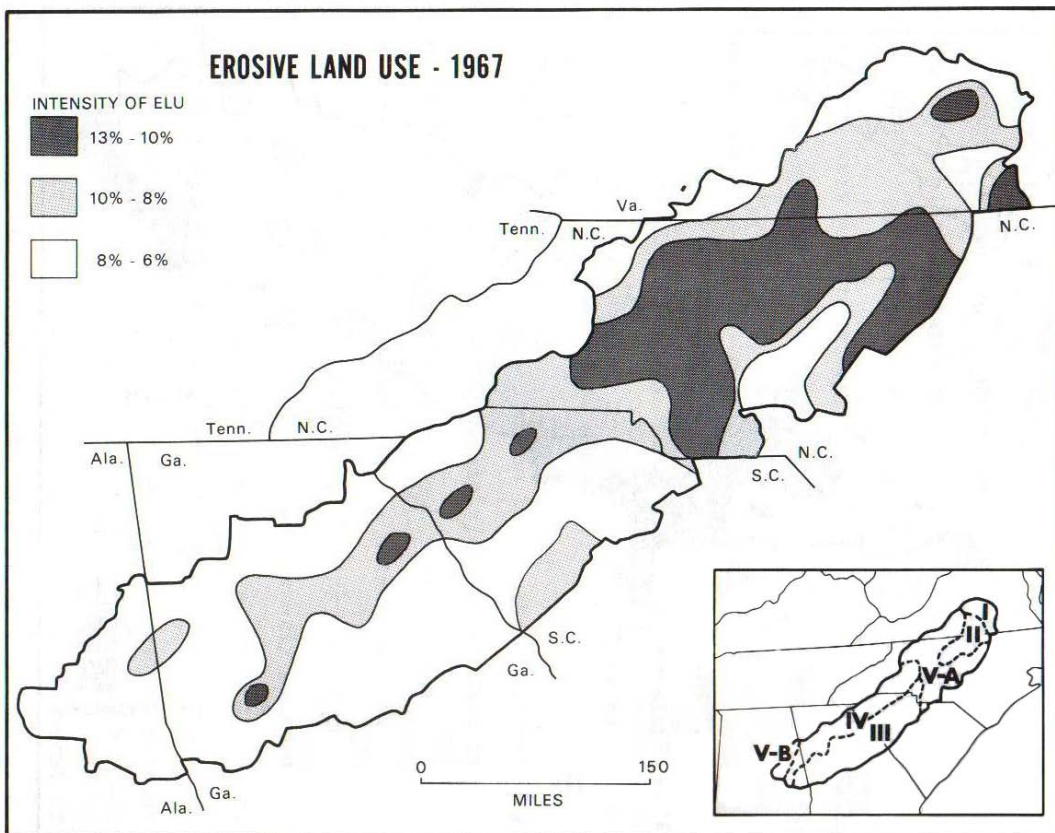 EROSIVE LAND USE - 1967
INTENSITY OF ELU
13% - 10%
10% - 8%
8% - 6%
Va.
Tenn.
N.C.
N.C.
Tenn.
N.C.
Ala.
Ga.
N.C.
S.C.
S.C.
Ga.
Ala.
Ga.
0
150
MILES
I
II
V-A
IV
III
V-B